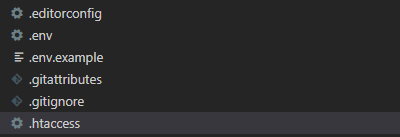 .editorconfig
.env
.env.example
.gitattributes
.gitignore
.htaccess